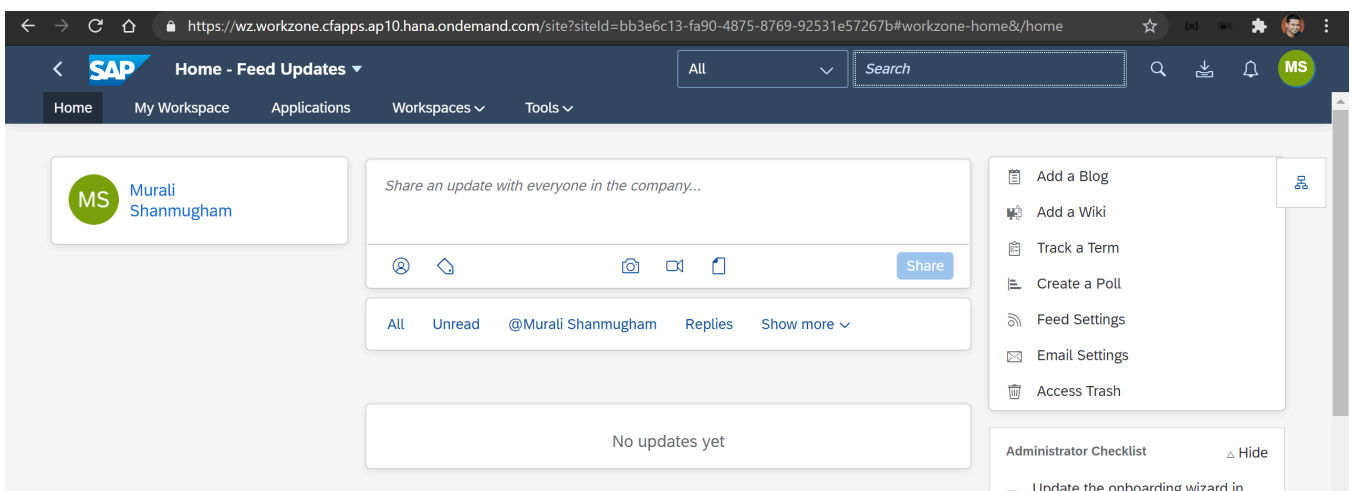 https://wz.workzone.cfapps.ap10.hana.ondemand.com/site?siteId=bb3e6c13-fa90-4875-8769-92531e57267b#workzone-home&/home
SAP Home - Feed Updates All Search MS
Home My Workspace Applications Workspaces Tools
MS Murali
Shanmugham
Share an update with everyone in the company...
Share
All Unread @Murali Shanmugham Replies Show more
No updates yet
Add a Blog
Add a Wiki
Track a Term
Create a Poll
Feed Settings
Email Settings
Access Trash
Administrator Checklist Hide
Update the onboarding wizard in